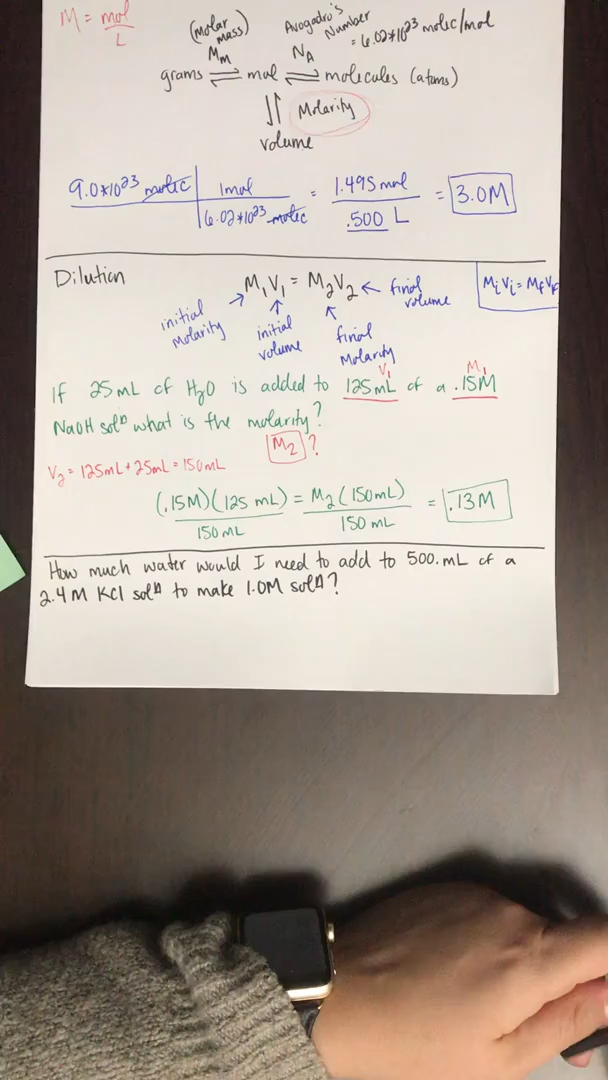 M = mol/L
(molar mass)
Avogadro's Number = 6.02*10^23 molec/mol
Mm
NA
grams ⇌ mol ⇌ molecules (atoms)
Molarity
volume
9.0*10^23 molec | 1mol = 1.495 mol = 3.0M
6.02*10^23 molec .500 L
Dilution
M₁V₁ = M₂V₂ ← final volume
MiVi = MfVf
initial Molarity
initial volume
final Molarity
V₁ M₁
If 25mL of H₂O is added to 125mL of a .15M
NaOH solⁿ what is the molarity?
M₂ ?
V₂ = 125mL + 25mL = 150mL
(.15M)(125 mL) = M₂(150mL) = .13M
150 mL 150 mL
How much water would I need to add to 500.mL of a
2.4M KCl solⁿ to make 1.0M solⁿ?